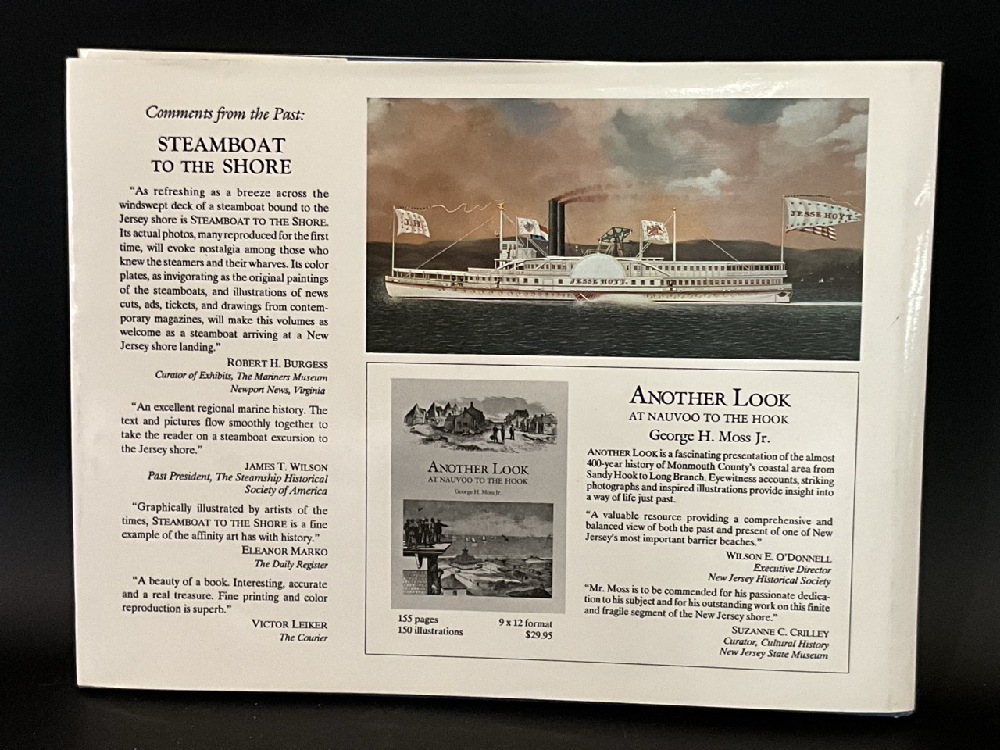 Comments from the Past:
STEAMBOAT
TO THE SHORE
"As refreshing as a breeze across the
windswept deck of a steamboat bound to the
Jersey shore is STEAMBOAT TO THE SHORE.
Its actual photos, many reproduced for the first
time, will evoke nostalgia among those who
knew the steamers and their wharves. Its color
plates, as invigorating as the original paintings
of the steamboats, and illustrations of news
cuts, ads, tickets, and drawings from contem-
porary magazines, will make this volumes as
welcome as a steamboat arriving at a New
Jersey shore landing."
ROBERT H. BURGESS
Curator of Exhibits, The Mariners Museum
Newport News, Virginia
"An excellent regional marine history. The
text and pictures flow smoothly together to
take the reader on a steamboat excursion to
the Jersey shore."
JAMES T. WILSON
Past President, The Steamship Historical
Society of America
"Graphically illustrated by artists of the
times, STEAMBOAT TO THE SHORE is a fine
example of the affinity art has with history."
ELEANOR MARKO
The Daily Register
"A beauty of a book. Interesting, accurate
and a real treasure. Fine printing and color
reproduction is superb."
VICTOR LEIKER
The Courier
JESSE HOYT
JESSE HOYT.
ANOTHER LOOK
AT NAUVOO TO THE HOOK
George H. Moss Jr.
155 pages
150 illustrations
9 x 12 format
$29.95
ANOTHER LOOK
AT NAUVOO TO THE HOOK
George H. Moss Jr.
ANOTHER LOOK is a fascinating presentation of the almost
400-year history of Monmouth County's coastal area from
Sandy Hook to Long Branch. Eyewitness accounts, striking
photographs and inspired illustrations provide insight into
a way of life just past.
"A valuable resource providing a comprehensive and
balanced view of both the past and present of one of New
Jersey's most important barrier beaches."
WILSON E. O'DONNELL
Executive Director
New Jersey Historical Society
"Mr. Moss is to be commended for his passionate dedica-
tion to his subject and for his outstanding work on this finite
and fragile segment of the New Jersey shore."
SUZANNE C. CRILLEY
Curator, Cultural History
New Jersey State Museum